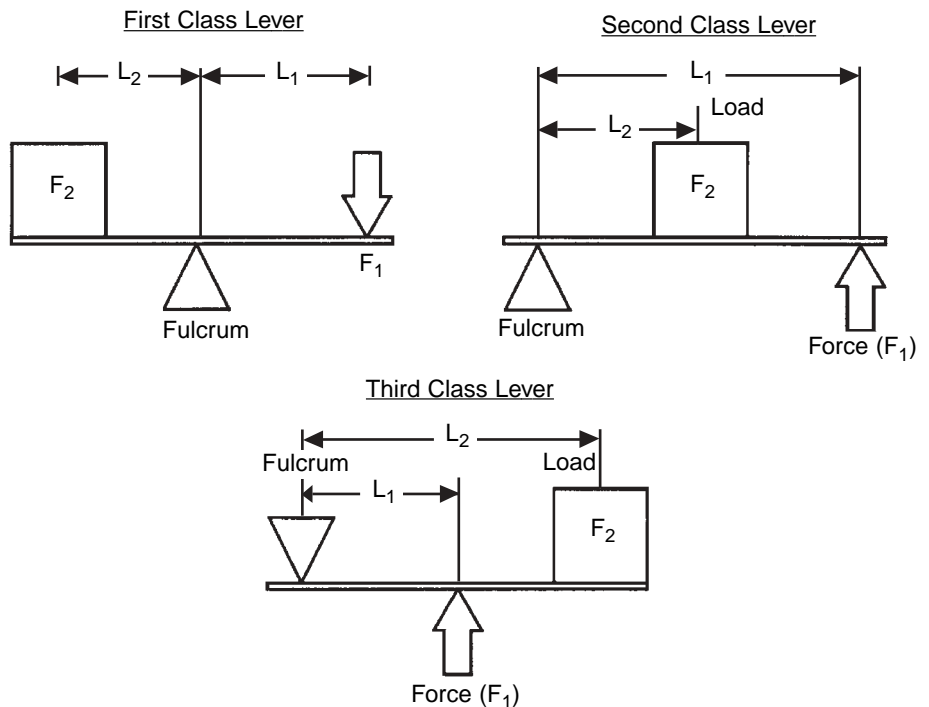 First Class Lever
L2
L1
F2
F1
Fulcrum
Second Class Lever
L1
L2
Load
F2
Fulcrum
Force (F1)
Third Class Lever
L2
Fulcrum
Load
L1
F2
Force (F1)